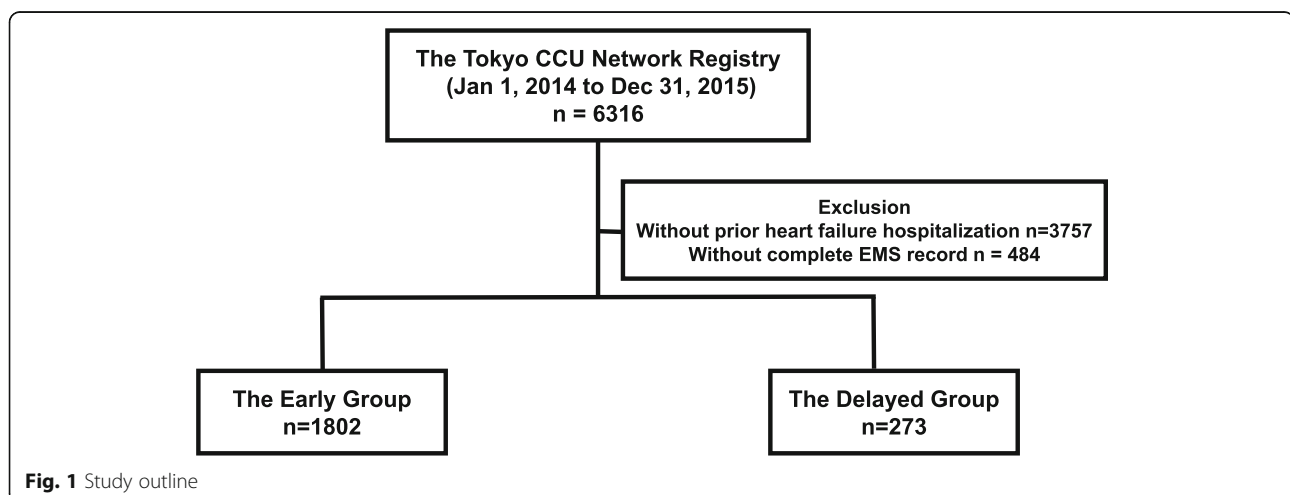 The Tokyo CCU Network Registry
(Jan 1, 2014 to Dec 31, 2015)
n = 6316
Exclusion
Without prior heart failure hospitalization n=3757
Without complete EMS record n = 484
The Early Group
n=1802
The Delayed Group
n=273
Fig. 1 Study outline